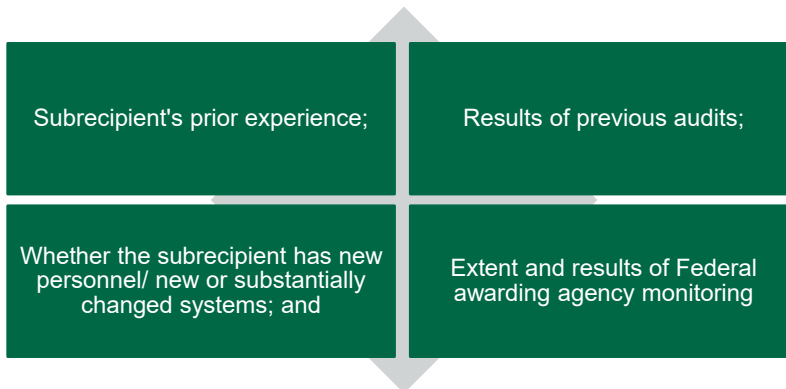 Subrecipient's prior experience;
Results of previous audits;
Whether the subrecipient has new
personnel/ new or substantially
changed systems; and
Extent and results of Federal
awarding agency monitoring